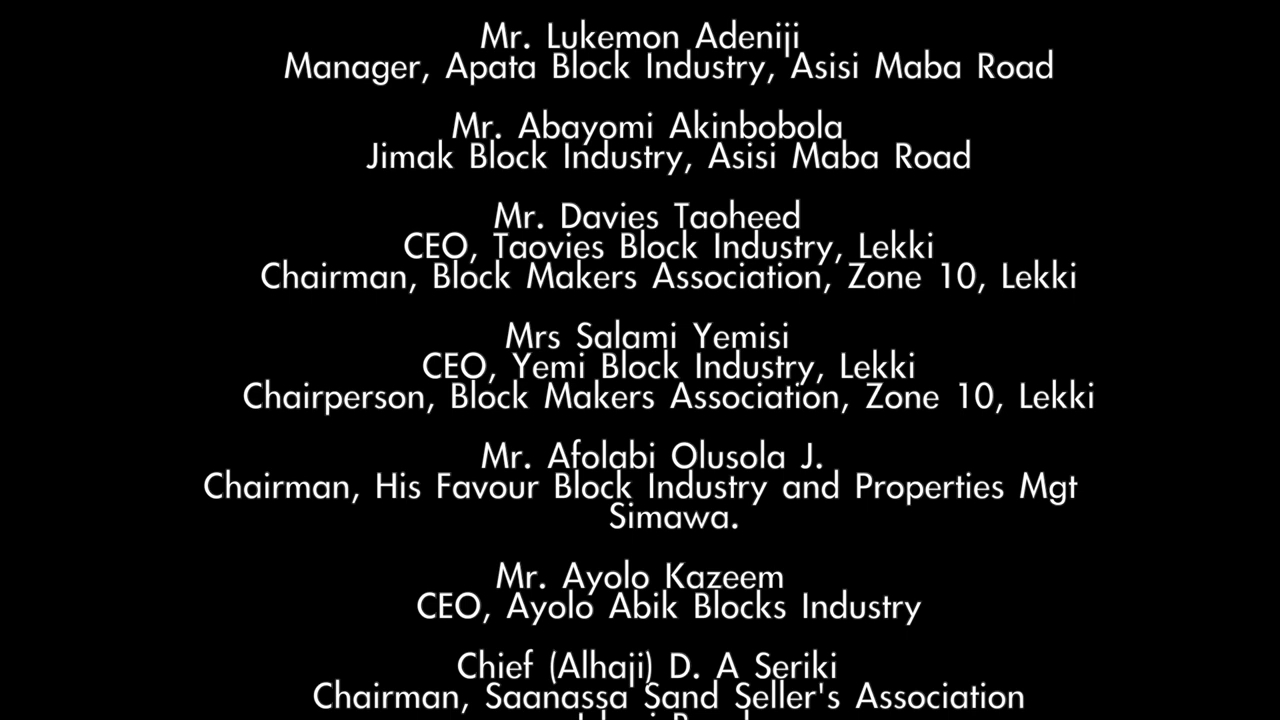 Mr. Lukemon Adeniji
Manager, Apata Block Industry, Asisi Maba Road
Mr. Abayomi Akinbobola
Jimak Block Industry, Asisi Maba Road
Mr. Davies Taoheed
CEO, Taovies Block Industry, Lekki
Chairman, Block Makers Association, Zone 10, Lekki
Mrs Salami Yemisi
CEO, Yemi Block Industry, Lekki
Chairperson, Block Makers Association, Zone 10, Lekki
Mr. Afolabi Olusola J.
Chairman, His Favour Block Industry and Properties Mgt
Simawa.
Mr. Ayolo Kazeem
CEO, Ayolo Abik Blocks Industry
Chief (Alhaji) D. A Seriki
Chairman, Saanassa Sand Seller's Association